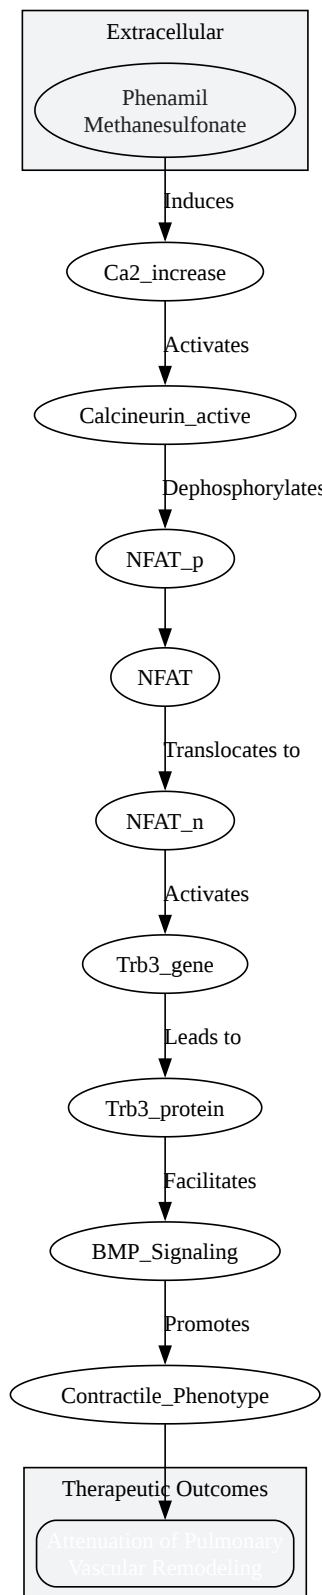 Extracellular
Phenamil
Methanesulfonate
Induces
Ca2_increase
Activates
Calcineurin_active
Dephosphorylates
NFAT_p
NFAT
Translocates to
NFAT_n
Activates
Trb3_gene
Leads to
Trb3_protein
Facilitates
BMP_Signaling
Promotes
Contractile_Phenotype
Therapeutic Outcomes
Attenuation of Pulmonary
Vascular Remodeling